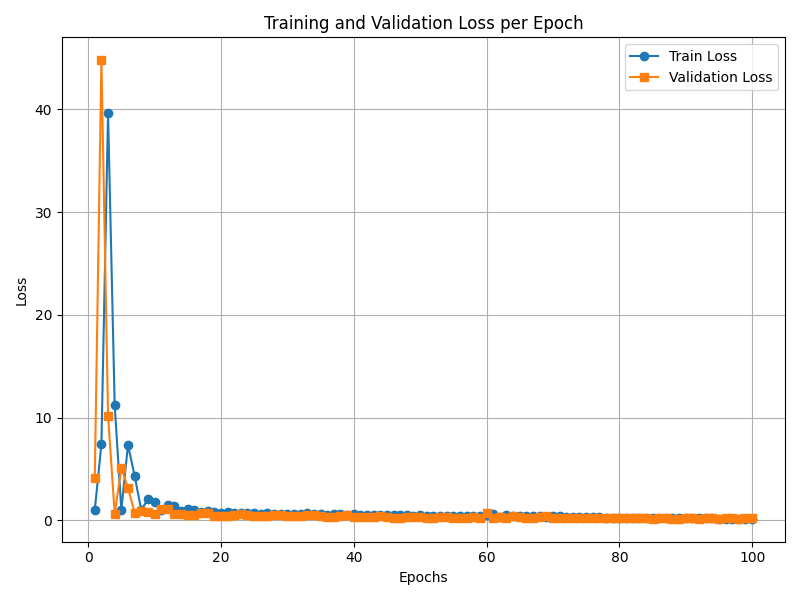 Training and Validation Loss per Epoch
Train Loss
Validation Loss
Loss
40
30
20
10
0
0 20 40 60 80 100
Epochs